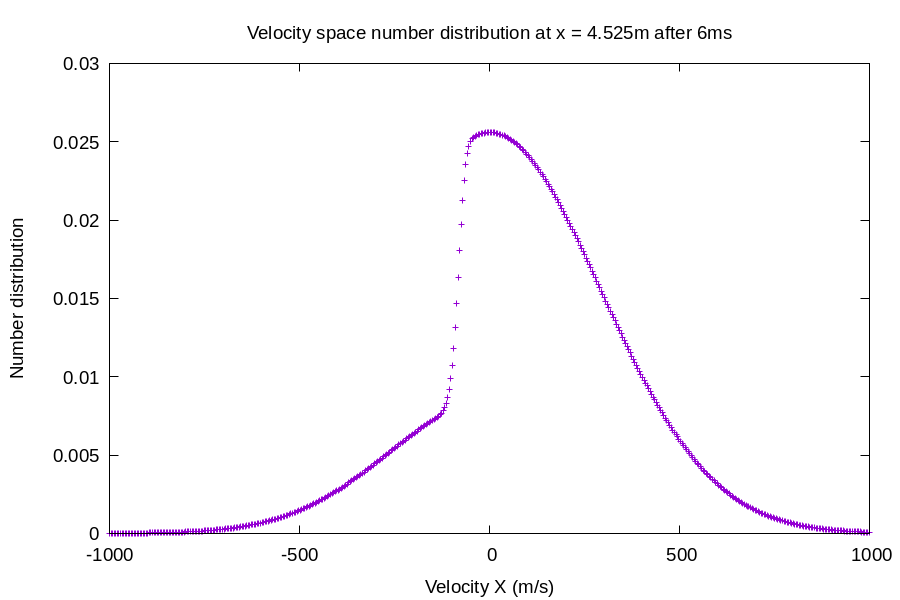 Velocity space number distribution at x = 4.525m after 6ms
0.03
0.025
0.02
0.015
0.01
0.005
0
Number distribution
-1000 -500 0 500 1000
Velocity X (m/s)